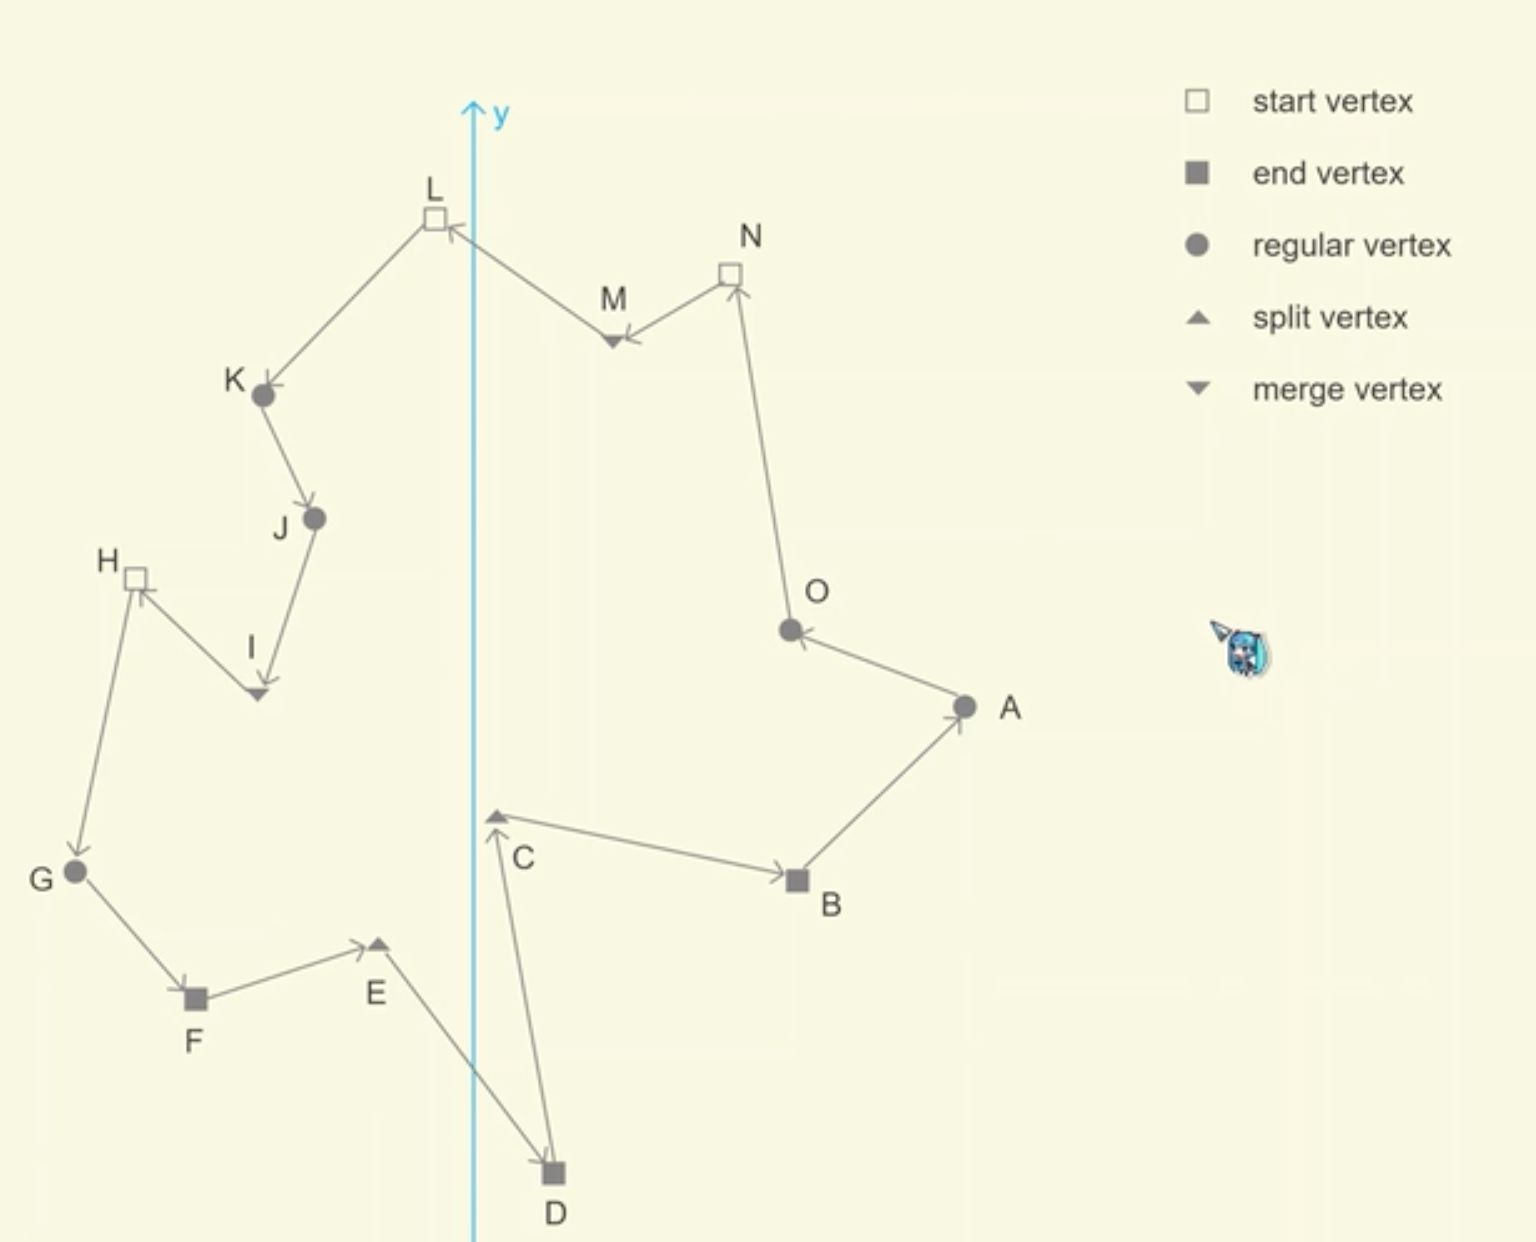 y
L
N
M
K
J
H
I
O
A
G
C
B
E
F
D
start vertex
end vertex
regular vertex
split vertex
merge vertex